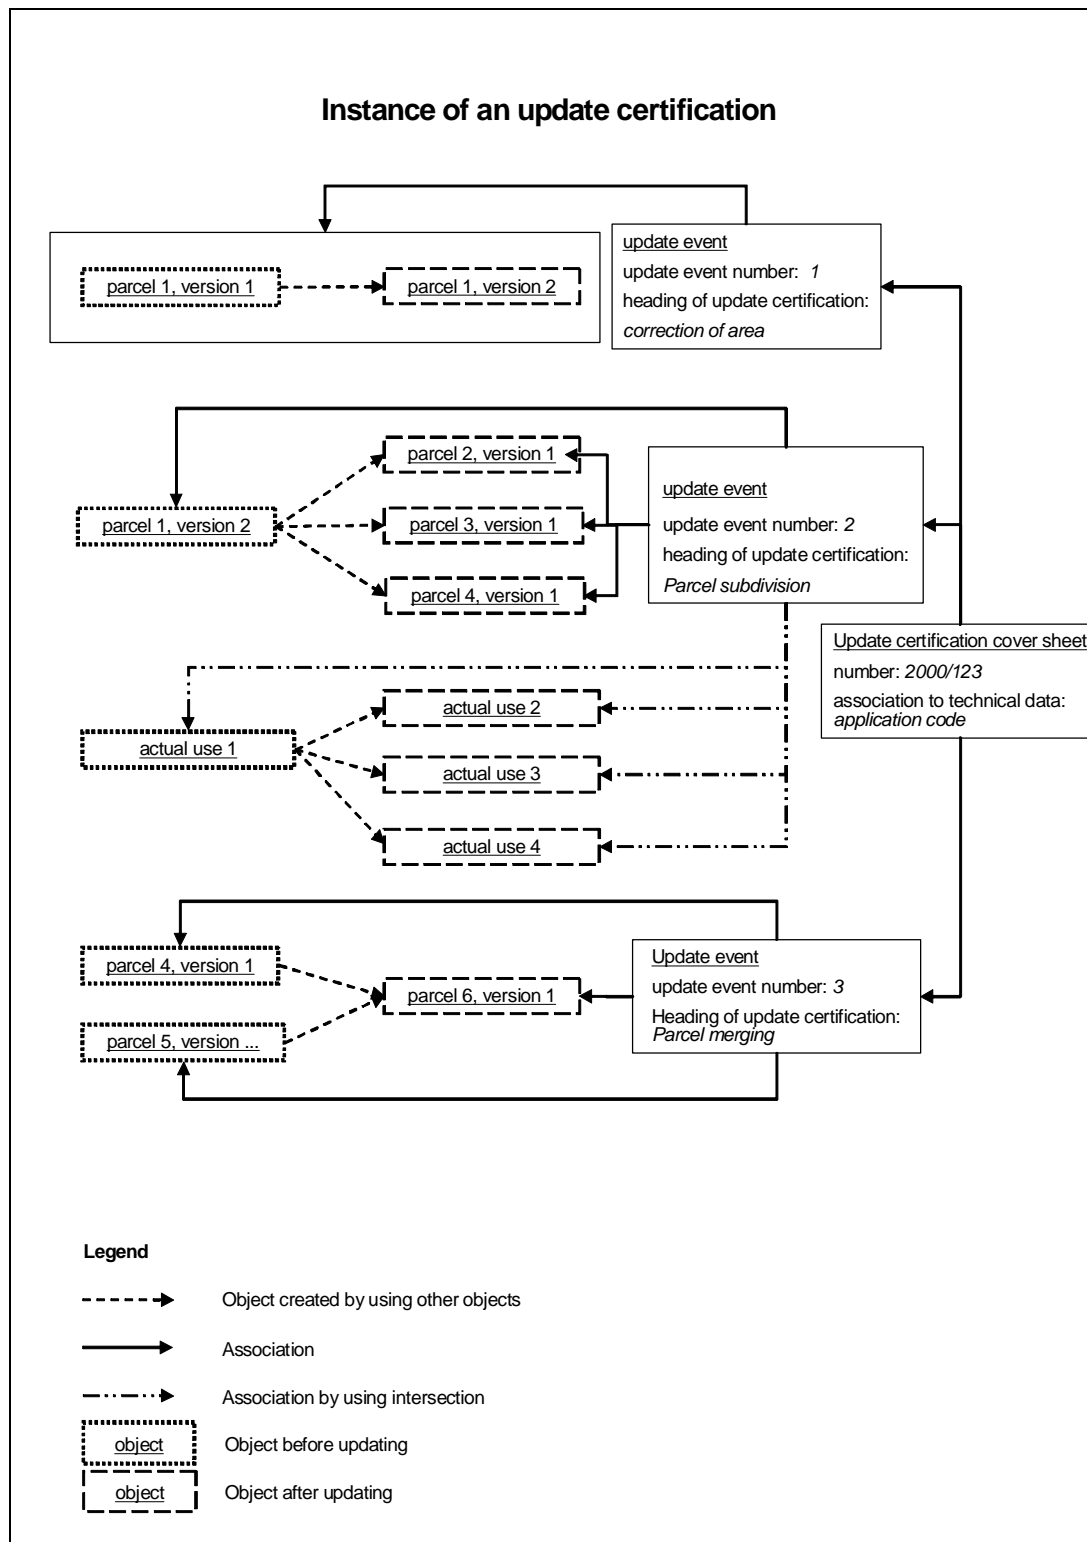 Instance of an update certification
update event
update event number: 1
heading of update certification:
correction of area
parcel 1, version 1
parcel 1, version 2
parcel 2, version 1
parcel 1, version 2
parcel 3, version 1
parcel 4, version 1
update event
update event number: 2
heading of update certification:
Parcel subdivision
Update certification cover sheet
number: 2000/123
association to technical data:
application code
actual use 1
actual use 2
actual use 3
actual use 4
parcel 4, version 1
parcel 5, version ...
parcel 6, version 1
Update event
update event number: 3
Heading of update certification:
Parcel merging
Legend
Object created by using other objects
Association
Association by using intersection
object
Object before updating
object
Object after updating